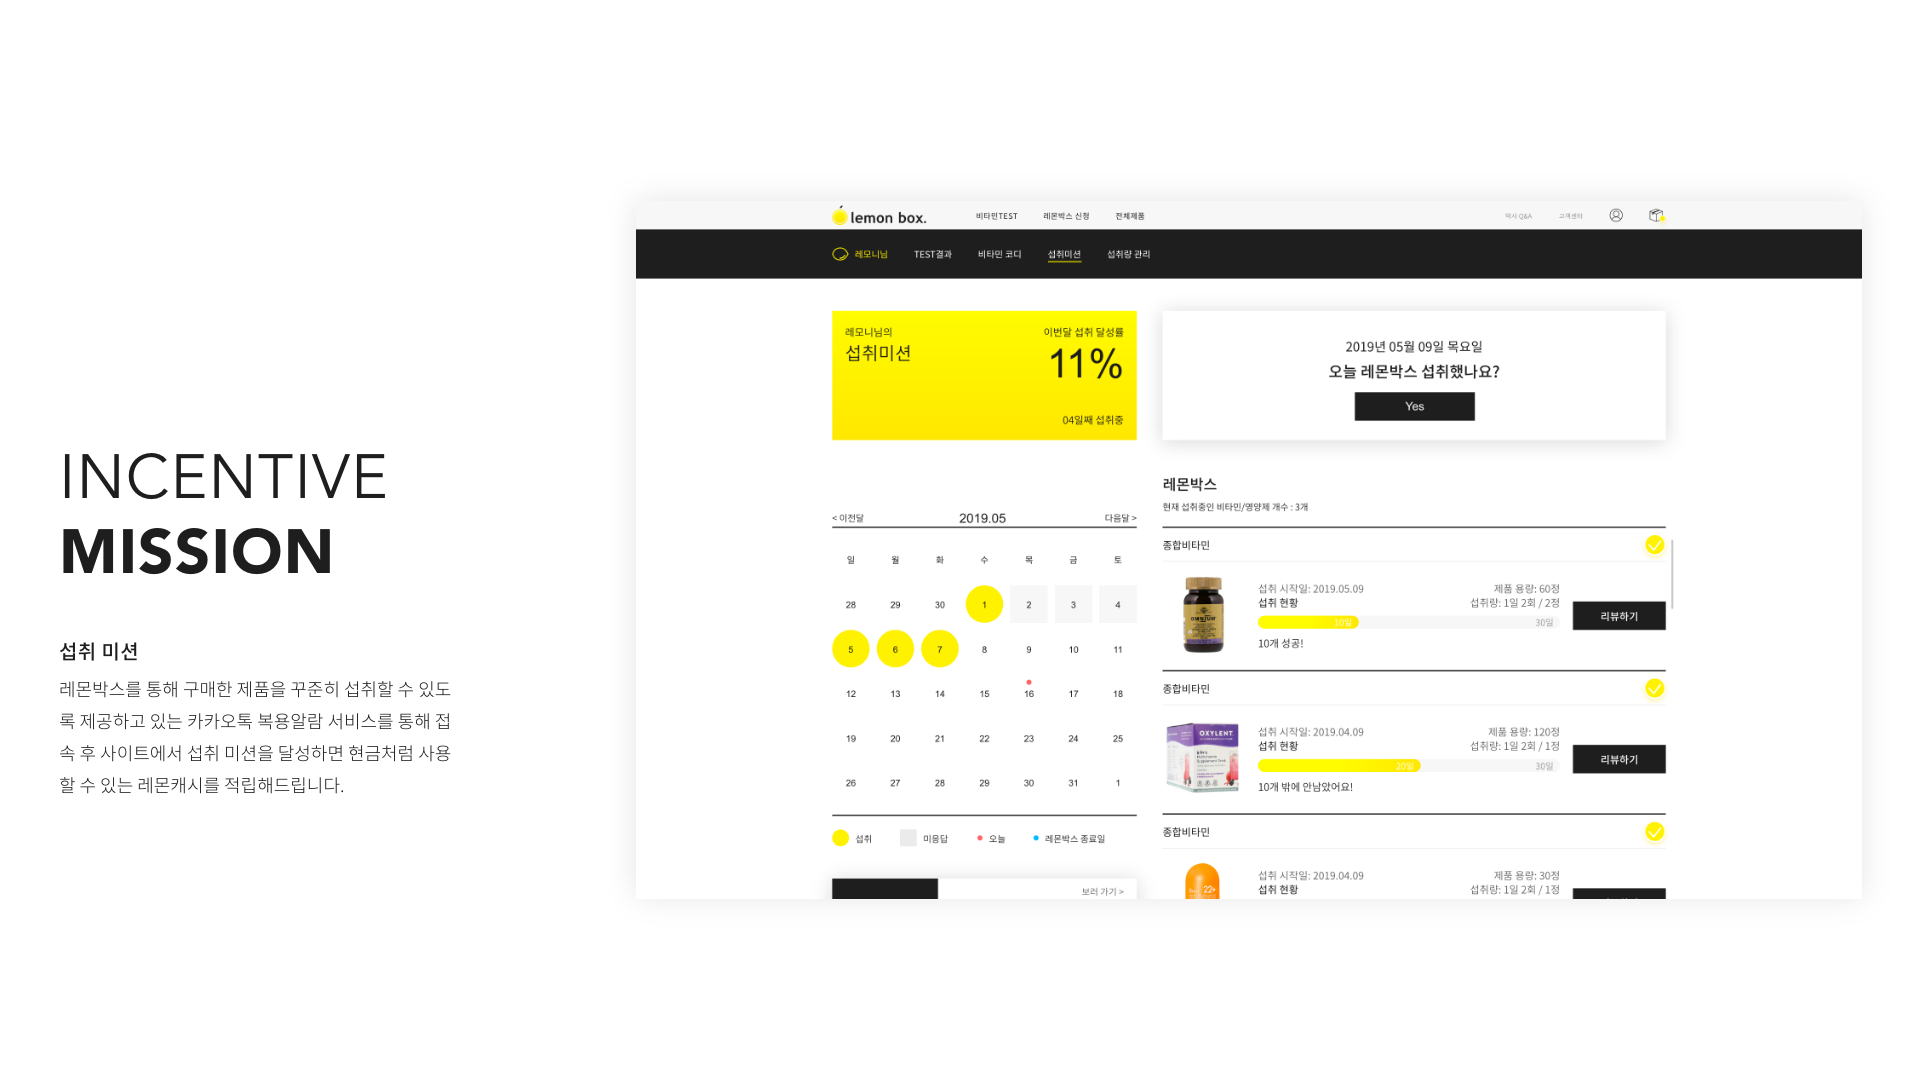 INCENTIVE
MISSION
섭취 미션
레몬박스를 통해 구매한 제품을 꾸준히 섭취할 수 있도
록 제공하고 있는 카카오톡 복용알람 서비스를 통해 접
속 후 사이트에서 섭취 미션을 달성하면 현금처럼 사용
할 수 있는 레몬캐시를 적립해드립니다.
lemon box. 비타민TEST 레몬박스 신청 전체제품 약사 Q&A 고객센터
레모니님 TEST결과 비타민 코디 섭취미션 섭취량 관리
레모니님의 이번달 섭취 달성률
섭취미션 11%
04일째 섭취중
2019년 05월 09일 목요일
오늘 레몬박스 섭취했나요?
Yes
< 이전달 2019.05 다음달 >
일 월 화 수 목 금 토
28 29 30 1 2 3 4
5 6 7 8 9 10 11
12 13 14 15 16 17 18
19 20 21 22 23 24 25
26 27 28 29 30 31 1
섭취 미응답 오늘 레몬박스 종료일
보러 가기 >
레몬박스
현재 섭취중인 비타민/영양제 개수 : 3개
종합비타민
섭취 시작일: 2019.05.09 제품 용량: 60정
섭취 현황 섭취량: 1일 2회 / 2정
10일 30일
리뷰하기
10개 성공!
종합비타민
OXYLENT
섭취 시작일: 2019.04.09 제품 용량: 120정
섭취 현황 섭취량: 1일 2회 / 1정
20일 30일
리뷰하기
10개 밖에 안남았어요!
종합비타민
22+
섭취 시작일: 2019.04.09 제품 용량: 30정
섭취 현황 섭취량: 1일 2회 / 1정